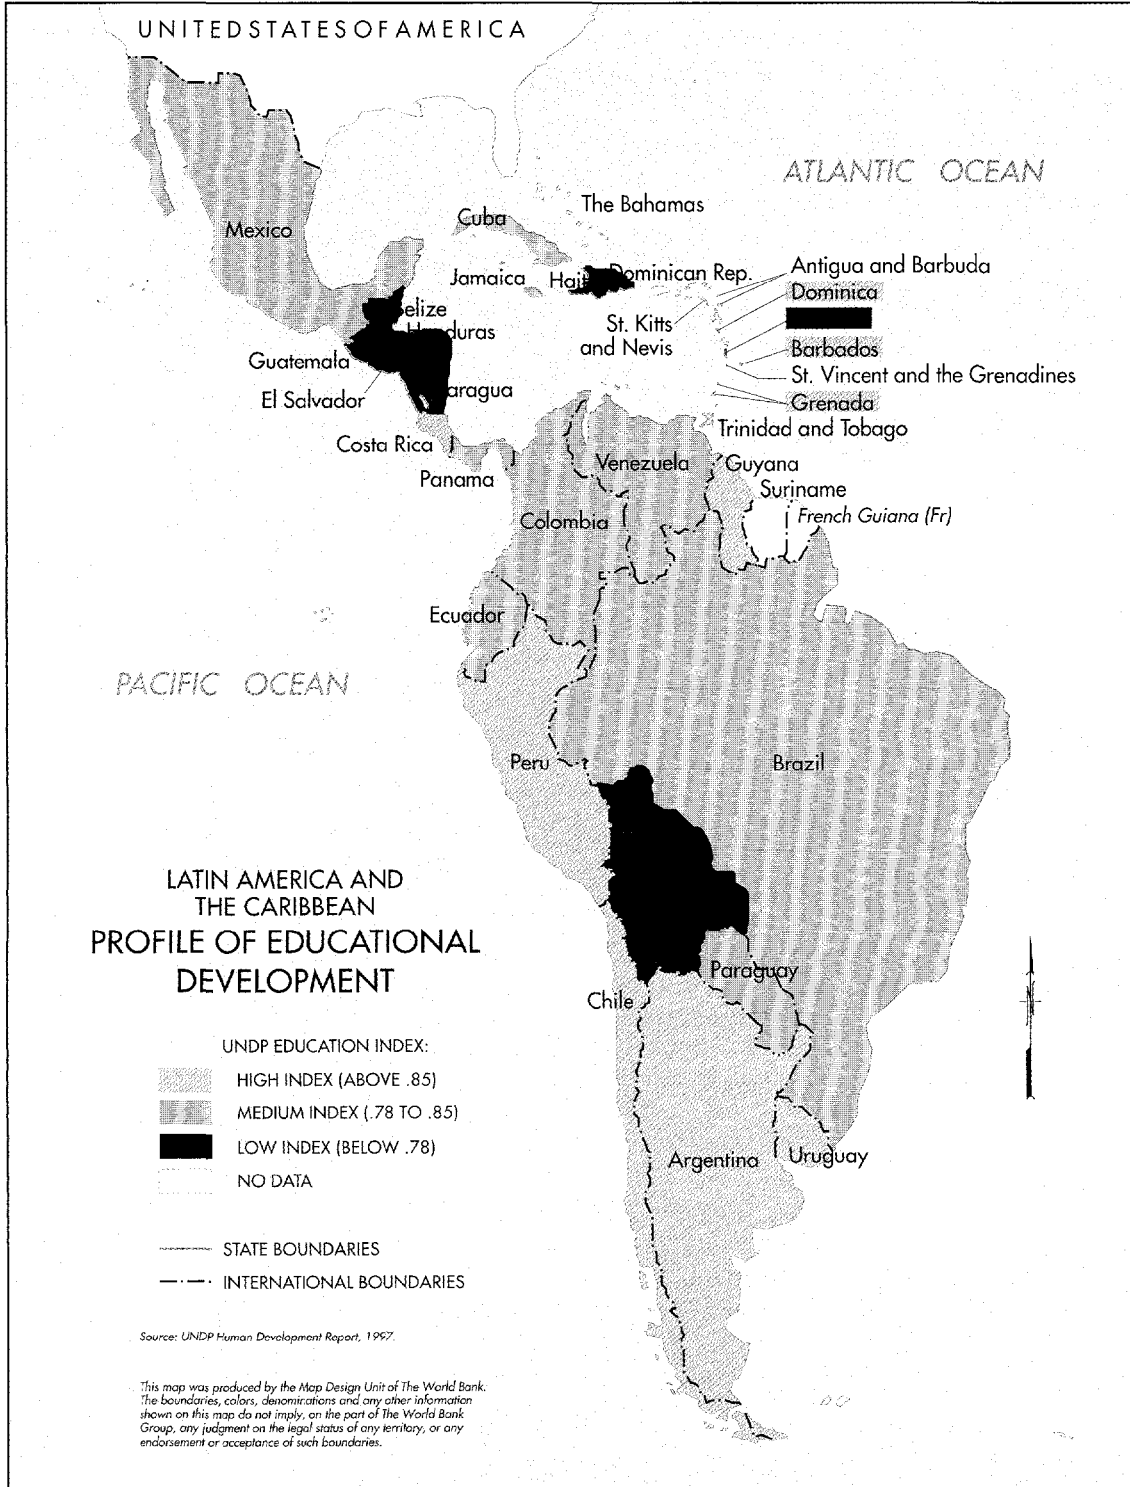 UNITEDSTATESOFAMERICA
ATLANTIC OCEAN
The Bahamas
Cuba
Mexico
Jamaica
Dominican Rep.
Antigua and Barbuda
Dominica
St. Kitts
and Nevis
Barbados
St. Vincent and the Grenadines
Grenada
Trinidad and Tobago
Guatemala
El Salvador
Costa Rica
Panama
Venezuela
Guyana
Suriname
French Guiana (Fr)
Colombia
Ecuador
PACIFIC OCEAN
Peru
Brazil
Paraguay
Chile
Argentina
Uruguay
LATIN AMERICA AND
THE CARIBBEAN
PROFILE OF EDUCATIONAL
DEVELOPMENT
UNDP EDUCATION INDEX:
HIGH INDEX (ABOVE .85)
MEDIUM INDEX (.78 TO .85)
LOW INDEX (BELOW .78)
NO DATA
STATE BOUNDARIES
INTERNATIONAL BOUNDARIES
Source: UNDP Human Development Report, 1997.
This map was produced by the Map Design Unit of The World Bank.
The boundaries, colors, denominations and any other information
shown on this map do not imply, on the part of The World Bank
Group, any judgment on the legal status of any territory, or any
endorsement or acceptance of such boundaries.